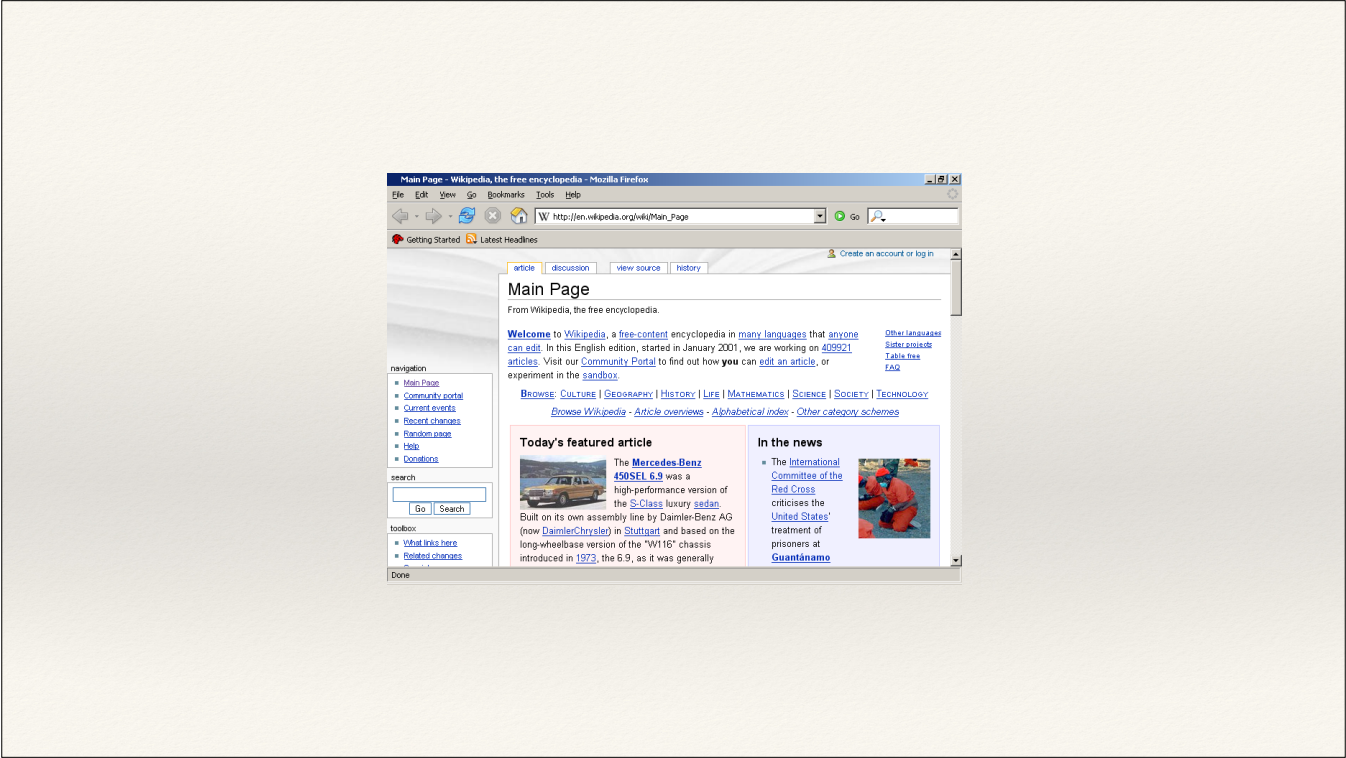 Main Page - Wikipedia, the free encyclopedia - Mozilla Firefox
File Edit View Go Bookmarks Tools Help
W http://en.wikipedia.org/wiki/Main_Page Go
Getting Started Latest Headlines
Create an account or log in
article discussion view source history
Main Page
From Wikipedia, the free encyclopedia.
Welcome to Wikipedia, a free-content encyclopedia in many languages that anyone
can edit. In this English edition, started in January 2001, we are working on 409921
articles. Visit our Community Portal to find out how you can edit an article, or
experiment in the sandbox.
Other languages
Sister projects
Table free
FAQ
Browse: Culture | Geography | History | Life | Mathematics | Science | Society | Technology
Browse Wikipedia - Article overviews - Alphabetical index - Other category schemes
navigation
Main Page
Community portal
Current events
Recent changes
Random page
Help
Donations
search
Go Search
toolbox
What links here
Related changes
Today's featured article
The Mercedes-Benz
450SEL 6.9 was a
high-performance version of
the S-Class luxury sedan.
Built on its own assembly line by Daimler-Benz AG
(now DaimlerChrysler) in Stuttgart and based on the
long-wheelbase version of the "W116" chassis
introduced in 1973, the 6.9, as it was generally
In the news
The International
Committee of the
Red Cross
criticises the
United States'
treatment of
prisoners at
Guantánamo
Done